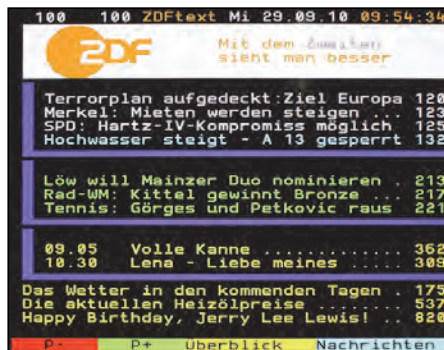 100 100 ZDFtext Mi 29.09.10 09:54:34
ZDF
Mit dem Zweiten
sieht man besser
Terrorplan aufgedeckt:Ziel Europa 120
Merkel: Mieten werden steigen ... 123
SPD: Hartz-IV-Kompromiss möglich 125
Hochwasser steigt - A 13 gesperrt 132
Löw will Mainzer Duo nominieren . 213
Rad-WM: Kittel gewinnt Bronze ... 217
Tennis: Görges und Petkovic raus 221
09.05 Volle Kanne .............. 362
10.30 Lena - Liebe meines ..... 309
Das Wetter in den kommenden Tagen . 175
Die aktuellen Heizölpreise ........ 537
Happy Birthday, Jerry Lee Lewis! .. 820
P- P+ Überblick Nachrichten